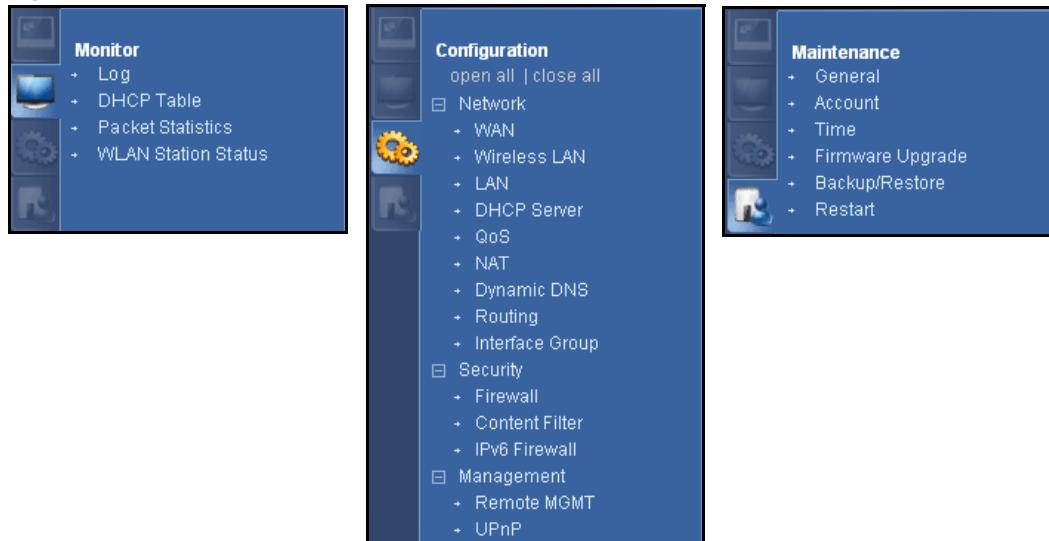 Monitor
Log
DHCP Table
Packet Statistics
WLAN Station Status
Configuration
open all | close all
Network
WAN
Wireless LAN
LAN
DHCP Server
QoS
NAT
Dynamic DNS
Routing
Interface Group
Security
Firewall
Content Filter
IPv6 Firewall
Management
Remote MGMT
UPnP
Maintenance
General
Account
Time
Firmware Upgrade
Backup/Restore
Restart